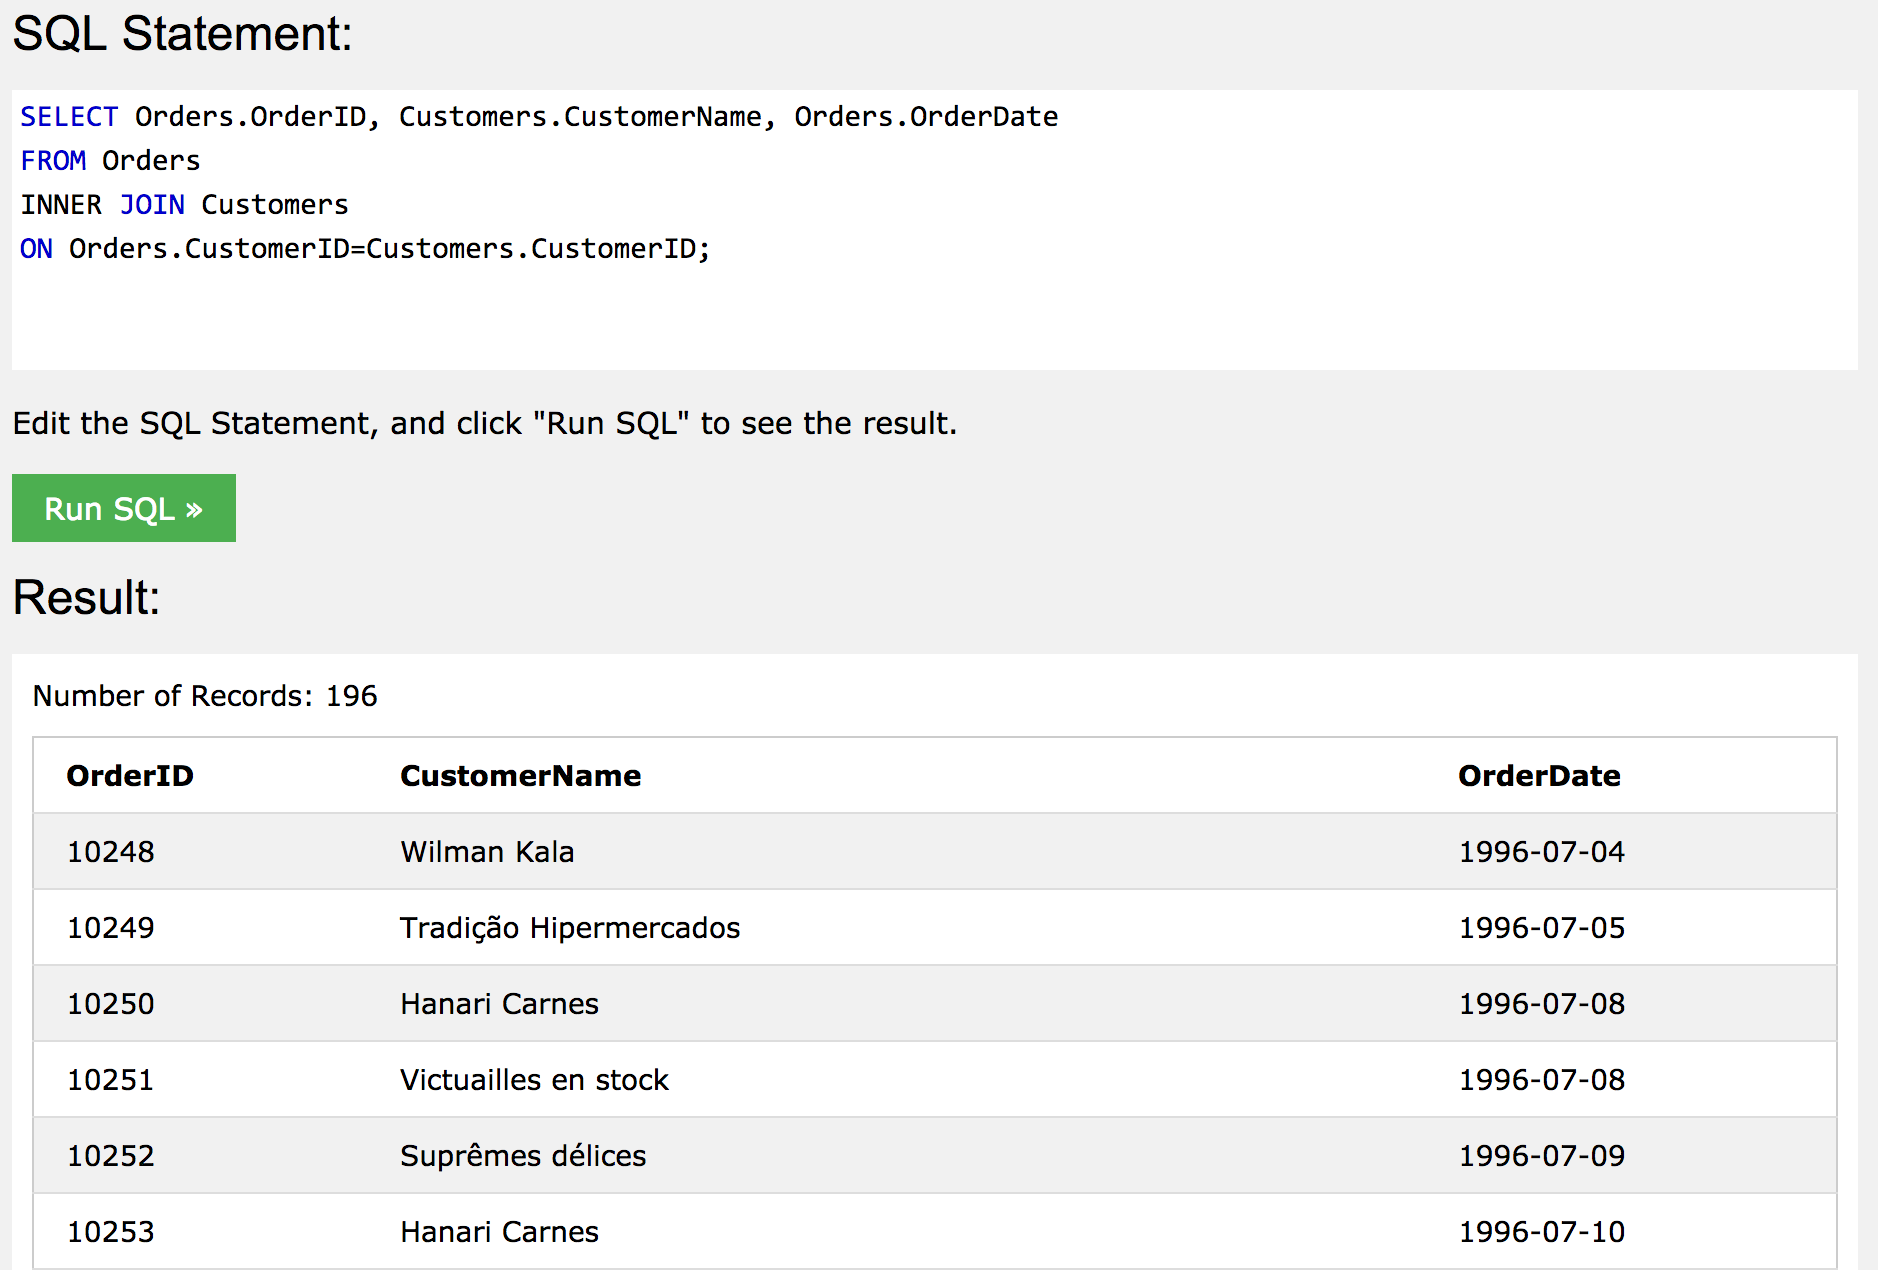 SQL Statement:
SELECT Orders.OrderID, Customers.CustomerName, Orders.OrderDate
FROM Orders
INNER JOIN Customers
ON Orders.CustomerID=Customers.CustomerID;
Edit the SQL Statement, and click "Run SQL" to see the result.
Run SQL »
Result:
Number of Records: 196
OrderID CustomerName OrderDate
10248 Wilman Kala 1996-07-04
10249 Tradição Hipermercados 1996-07-05
10250 Hanari Carnes 1996-07-08
10251 Victuailles en stock 1996-07-08
10252 Suprêmes délices 1996-07-09
10253 Hanari Carnes 1996-07-10